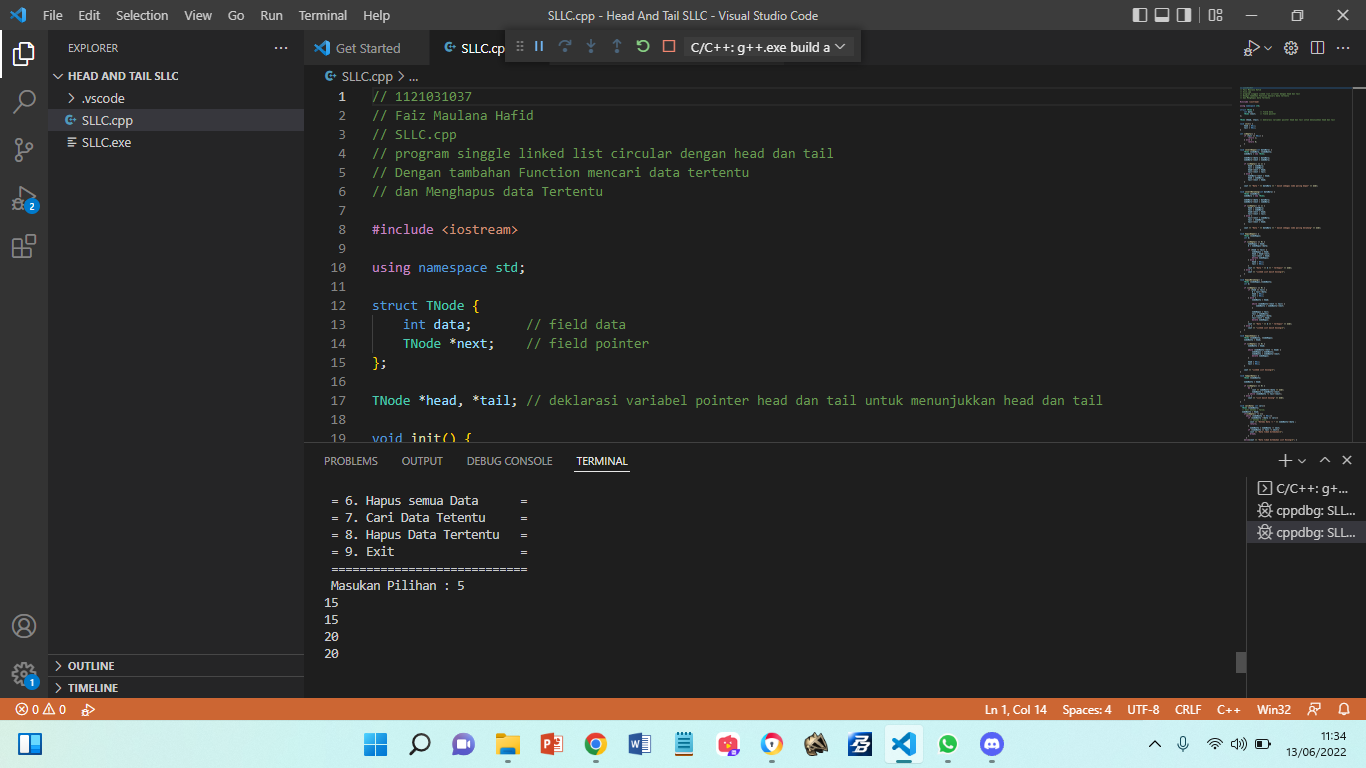 File Edit Selection View Go Run Terminal Help
SLLC.cpp - Head And Tail SLLC - Visual Studio Code
EXPLORER
HEAD AND TAIL SLLC
.vscode
SLLC.cpp
SLLC.exe
OUTLINE
TIMELINE
Get Started
SLLC.cp
C/C++: g++.exe build a
SLLC.cpp > ...
1 // 1121031037
2 // Faiz Maulana Hafid
3 // SLLC.cpp
4 // program singgle linked list circular dengan head dan tail
5 // Dengan tambahan Function mencari data tertentu
6 // dan Menghapus data Tertentu
7
8 #include <iostream>
9
10 using namespace std;
11
12 struct TNode {
13 int data; // field data
14 TNode *next; // field pointer
15 };
16
17 TNode *head, *tail; // deklarasi variabel pointer head dan tail untuk menunjukkan head dan tail
18
19 void init() {
PROBLEMS OUTPUT DEBUG CONSOLE TERMINAL
= 6. Hapus semua Data =
= 7. Cari Data Tetentu =
= 8. Hapus Data Tertentu =
= 9. Exit =
============================
Masukan Pilihan : 5
15
15
20
20
C/C++: g+...
cppdbg: SLL...
cppdbg: SLL...
2
1
0 0
Ln 1, Col 14 Spaces: 4 UTF-8 CRLF C++ Win32
11:34
13/06/2022